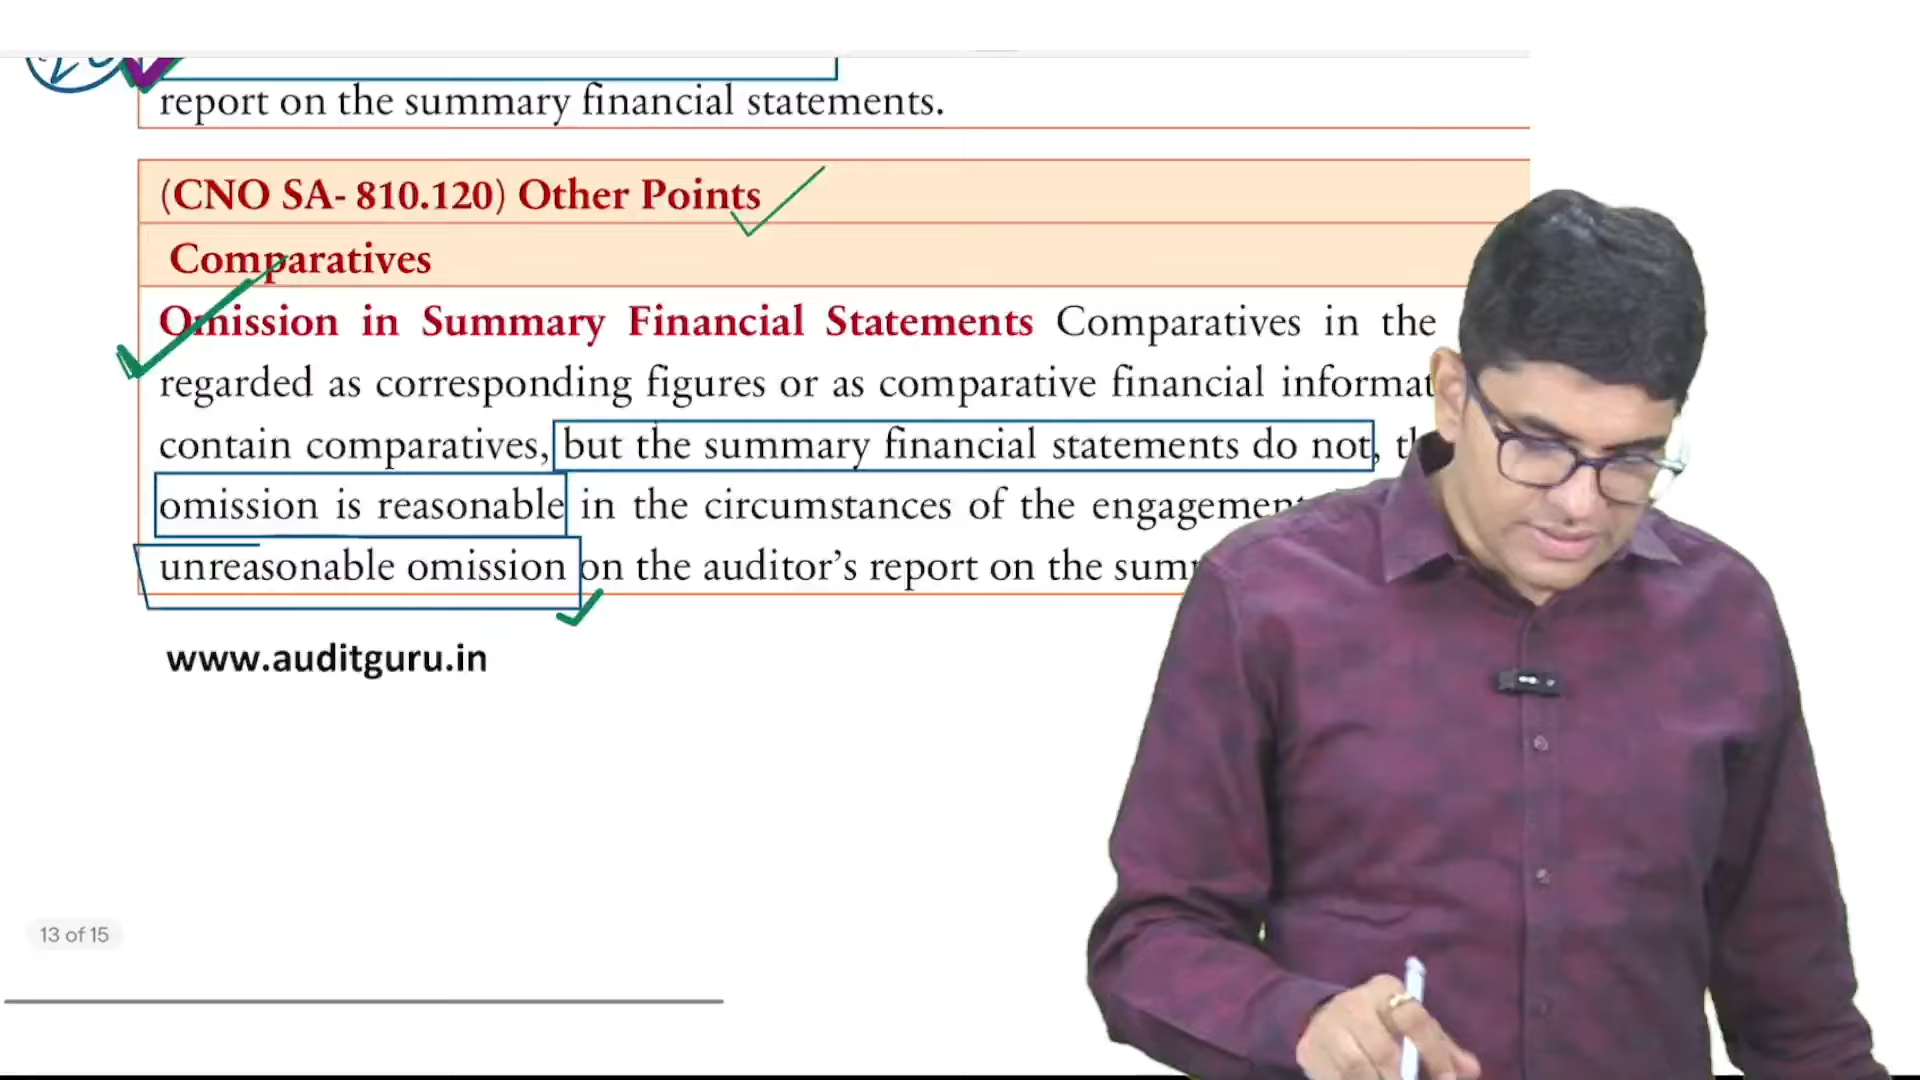 report on the summary financial statements.
(CNO SA- 810.120) Other Points
Comparatives
Omission in Summary Financial Statements Comparatives in the
regarded as corresponding figures or as comparative financial
contain comparatives, but the summary financial statements do not,
omission is reasonable in the circumstances of the
unreasonable omission on the auditor's report on the
www.auditguru.in
13 of 15